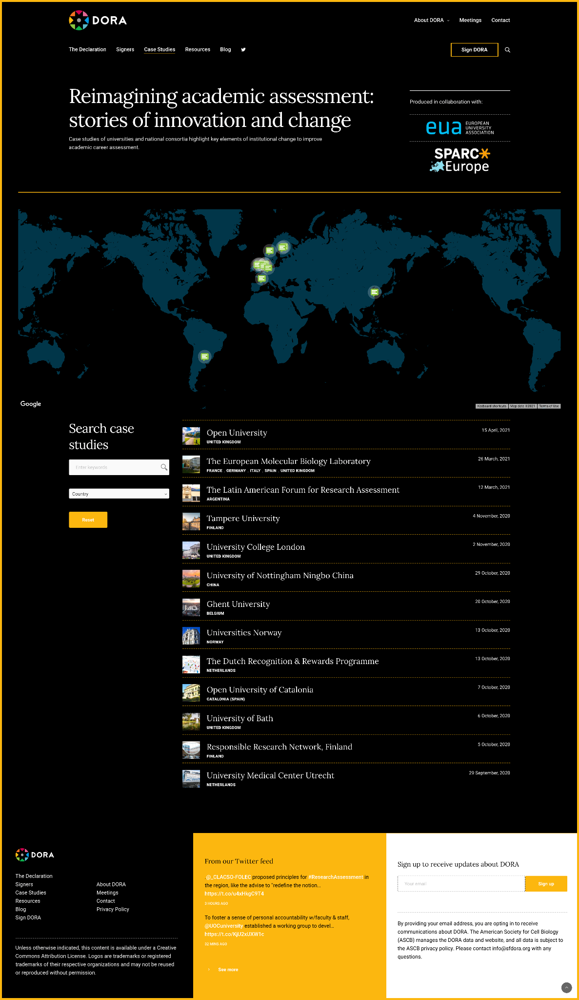 DORA
About DORA
Meetings
Contact
The Declaration
Signers
Case Studies
Resources
Blog
Sign DORA
Reimagining academic assessment:
stories of innovation and change
Case studies of universities and national consortia highlight key elements of institutional change to improve
academic career assessment.
Produced in collaboration with:
eua EUROPEAN
UNIVERSITY
ASSOCIATION
SPARC
Europe
Google
Keyboard shortcuts
Map data ©2021
Terms of Use
Search case
studies
Enter keywords
Country
Reset
Open University
15 April, 2021
UNITED KINGDOM
The European Molecular Biology Laboratory
26 March, 2021
FRANCE , GERMANY , ITALY , SPAIN , UNITED KINGDOM
The Latin American Forum for Research Assessment
12 March, 2021
ARGENTINA
Tampere University
4 November, 2020
FINLAND
University College London
2 November, 2020
UNITED KINGDOM
University of Nottingham Ningbo China
29 October, 2020
CHINA
Ghent University
20 October, 2020
BELGIUM
Universities Norway
13 October, 2020
NORWAY
The Dutch Recognition & Rewards Programme
13 October, 2020
NETHERLANDS
Open University of Catalonia
7 October, 2020
CATALONIA (SPAIN)
University of Bath
6 October, 2020
UNITED KINGDOM
Responsible Research Network, Finland
5 October, 2020
FINLAND
University Medical Center Utrecht
29 September, 2020
NETHERLANDS
DORA
The Declaration
Signers
Case Studies
Resources
Blog
Sign DORA
About DORA
Meetings
Contact
Privacy Policy
Unless otherwise indicated, this content is available under a Creative
Commons Attribution License. Logos are trademarks or registered
trademarks of their respective organizations and may not be reused
or reproduced without permission.
From our Twitter feed
.@_CLACSO-FOLEC proposed principles for #ResearchAssessment in
the region, like the advise to "redefine the notion...
https://t.co/u4xHkgC9T4
3 HOURS AGO
To foster a sense of personal accountability w/faculty & staff,
@UOCuniversity established a working group to devel...
https://t.co/KjU2xUXW1c
32 MINS AGO
See more
Sign up to receive updates about DORA
Your email
Sign up
By providing your email address, you are opting in to receive
communications about DORA. The American Society for Cell Biology
(ASCB) manages the DORA data and website, and all data is subject to
the ASCB privacy policy. Please contact info@sfdora.org with any
questions.